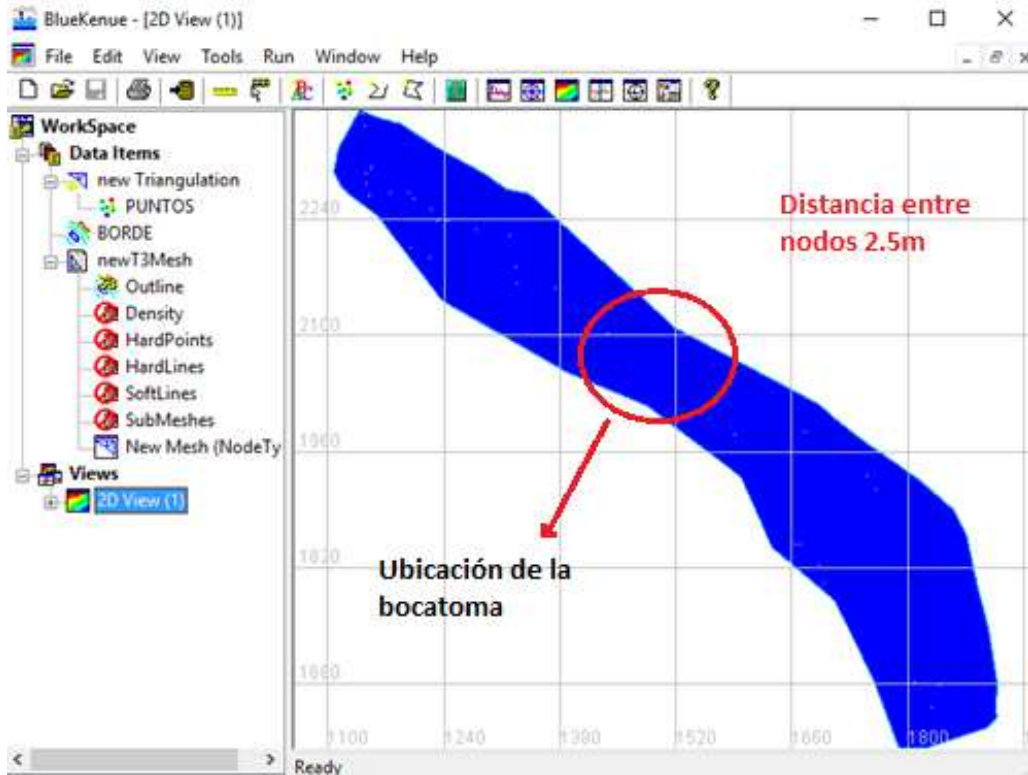 BlueKenue - [2D View (1)]
File Edit View Tools Run Window Help
WorkSpace
Data Items
new Triangulation
PUNTOS
BORDE
newT3Mesh
Outline
Density
HardPoints
HardLines
SoftLines
SubMeshes
New Mesh (NodeTy
Views
2D View (1)
Distancia entre
nodos 2.5m
Ubicación de la
bocatoma
2240
2100
1960
1820
1680
1100 1240 1380 1520 1660 1800
Ready